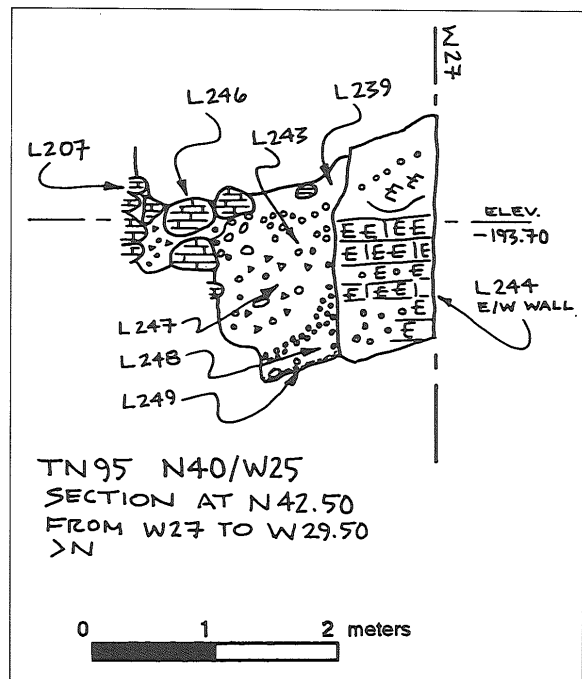 W27
L239
L246
L243
L207
ELEV.
-193.70
L244
E/W WALL
L247
L248
L249
TN95 N40/W25
SECTION AT N42.50
FROM W27 TO W29.50
>N
0 1 2 meters